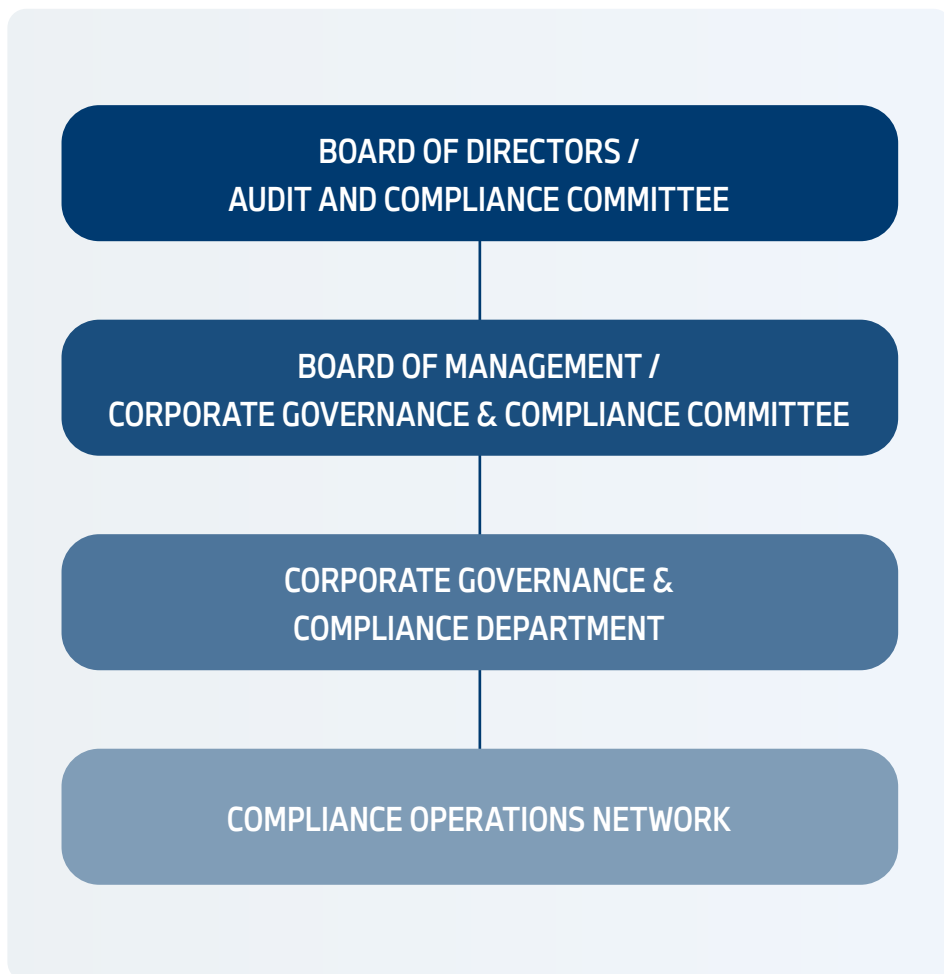 BOARD OF DIRECTORS /
AUDIT AND COMPLIANCE COMMITTEE
BOARD OF MANAGEMENT /
CORPORATE GOVERNANCE & COMPLIANCE COMMITTEE
CORPORATE GOVERNANCE &
COMPLIANCE DEPARTMENT
COMPLIANCE OPERATIONS NETWORK